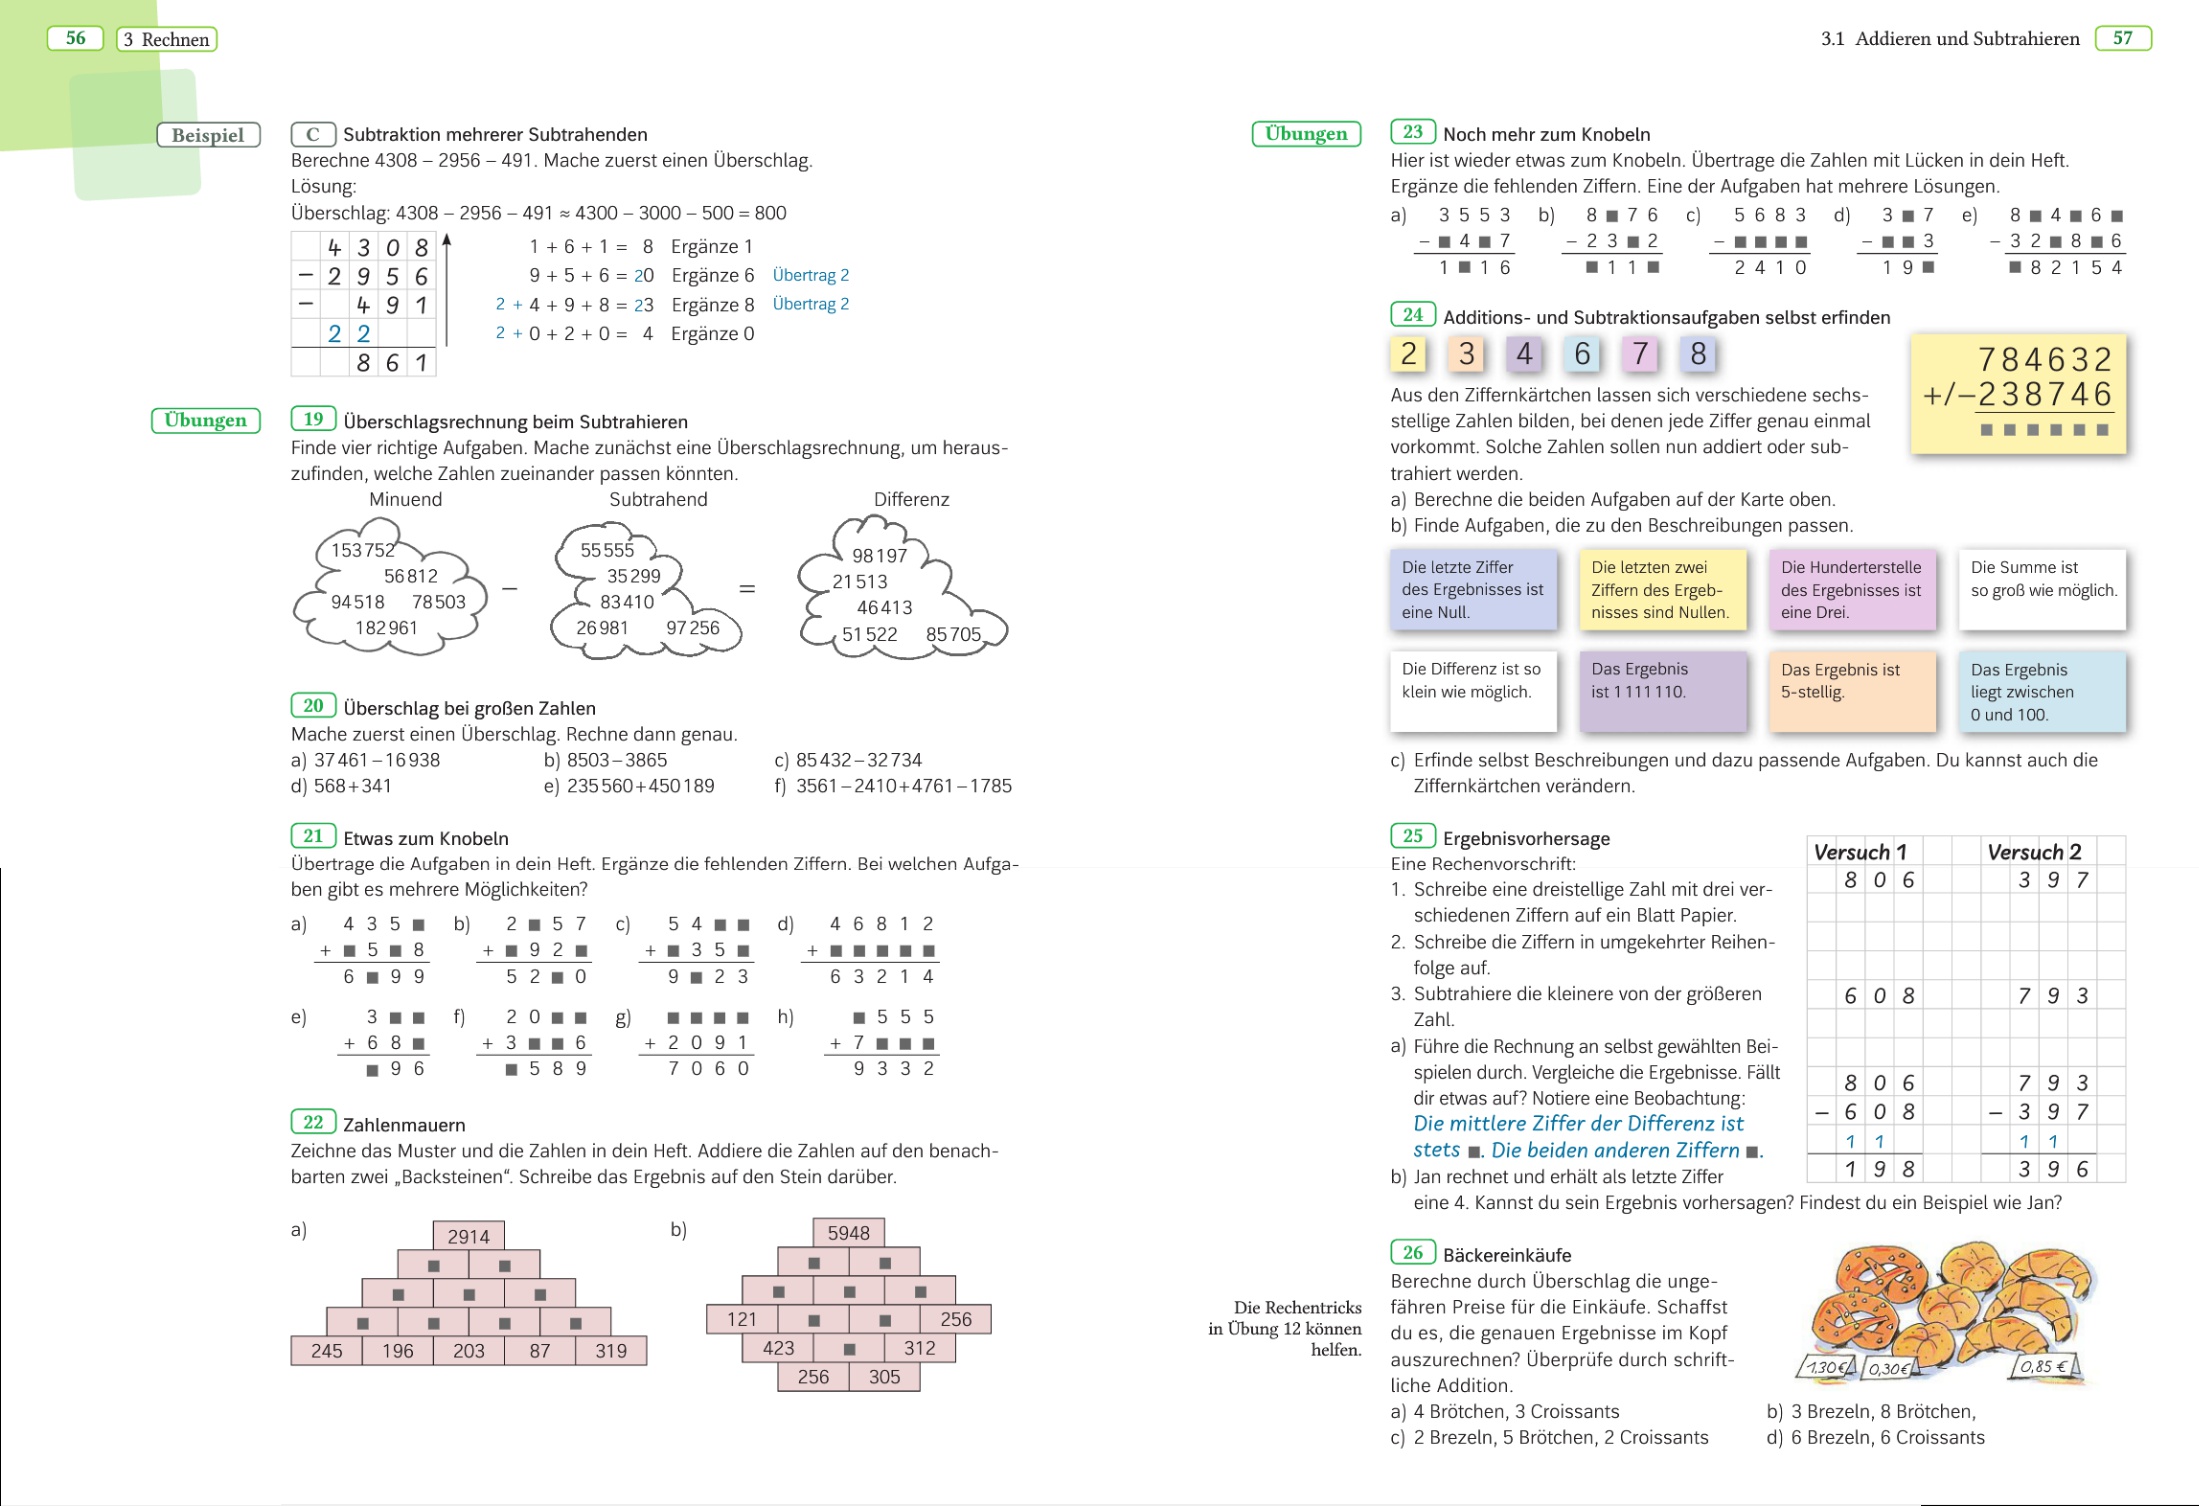 56 3 Rechnen
Beispiel
C Subtraktion mehrerer Subtrahenden
Berechne 4308 – 2956 – 491. Mache zuerst einen Überschlag.
Lösung:
Überschlag: 4308 – 2956 – 491 ≈ 4300 – 3000 – 500 = 800
4 3 0 8
– 2 9 5 6
– 4 9 1
2 2
8 6 1
1 + 6 + 1 = 8 Ergänze 1
9 + 5 + 6 = 20 Ergänze 6 Übertrag 2
2 + 4 + 9 + 8 = 23 Ergänze 8 Übertrag 2
2 + 0 + 2 + 0 = 4 Ergänze 0
Übungen
19 Überschlagsrechnung beim Subtrahieren
Finde vier richtige Aufgaben. Mache zunächst eine Überschlagsrechnung, um heraus-
zufinden, welche Zahlen zueinander passen könnten.
Minuend Subtrahend Differenz
153 752
56 812
94 518 78 503
182 961
–
55 555
35 299
83 410
26 981 97 256
=
98 197
21 513
46 413
51 522 85 705
20 Überschlag bei großen Zahlen
Mache zuerst einen Überschlag. Rechne dann genau.
a) 37 461 – 16 938 b) 8503 – 3865 c) 85 432 – 32 734
d) 568 + 341 e) 235 560 + 450 189 f) 3561 – 2410 + 4761 – 1785
21 Etwas zum Knobeln
Übertrage die Aufgaben in dein Heft. Ergänze die fehlenden Ziffern. Bei welchen Aufga-
ben gibt es mehrere Möglichkeiten?
a) 4 3 5 ■ b) 2 ■ 5 7 c) 5 4 ■ ■ d) 4 6 8 1 2
+ ■ 5 ■ 8 + ■ 9 2 ■ + ■ 3 5 ■ + ■ ■ ■ ■ ■
6 ■ 9 9 5 2 ■ 0 9 ■ 2 3 6 3 2 1 4
e) 3 ■ ■ f) 2 0 ■ ■ g) ■ ■ ■ ■ h) ■ 5 5 5
+ 6 8 ■ + 3 ■ ■ 6 + 2 0 9 1 + 7 ■ ■ ■
■ 9 6 ■ 5 8 9 7 0 6 0 9 3 3 2
22 Zahlenmauern
Zeichne das Muster und die Zahlen in dein Heft. Addiere die Zahlen auf den benach-
barten zwei „Backsteinen“. Schreibe das Ergebnis auf den Stein darüber.
a)
2914
■ ■
■ ■ ■
■ ■ ■ ■
245 196 203 87 319
b)
5948
■ ■
■ ■ ■
121 ■ ■ 256
423 ■ 312
256 305
3.1 Addieren und Subtrahieren 57
Übungen
23 Noch mehr zum Knobeln
Hier ist wieder etwas zum Knobeln. Übertrage die Zahlen mit Lücken in dein Heft.
Ergänze die fehlenden Ziffern. Eine der Aufgaben hat mehrere Lösungen.
a) 3 5 5 3 b) 8 ■ 7 6 c) 5 6 8 3 d) 3 ■ 7 e) 8 ■ 4 ■ 6 ■
– ■ 4 ■ 7 – 2 3 ■ 2 – ■ ■ ■ ■ – ■ ■ 3 – 3 2 ■ 8 ■ 6
1 ■ 1 6 ■ 1 1 ■ 2 4 1 0 1 9 ■ ■ 8 2 1 5 4
24 Additions- und Subtraktionsaufgaben selbst erfinden
2 3 4 6 7 8
784632
+/–238746
■ ■ ■ ■ ■ ■
Aus den Ziffernkärtchen lassen sich verschiedene sechs-
stellige Zahlen bilden, bei denen jede Ziffer genau einmal
vorkommt. Solche Zahlen sollen nun addiert oder sub-
trahiert werden.
a) Berechne die beiden Aufgaben auf der Karte oben.
b) Finde Aufgaben, die zu den Beschreibungen passen.
Die letzte Ziffer
des Ergebnisses ist
eine Null.
Die letzten zwei
Ziffern des Ergeb-
nisses sind Nullen.
Die Hunderterstelle
des Ergebnisses ist
eine Drei.
Die Summe ist
so groß wie möglich.
Die Differenz ist so
klein wie möglich.
Das Ergebnis
ist 1 111 110.
Das Ergebnis ist
5-stellig.
Das Ergebnis
liegt zwischen
0 und 100.
c) Erfinde selbst Beschreibungen und dazu passende Aufgaben. Du kannst auch die
Ziffernkärtchen verändern.
25 Ergebnisvorhersage
Eine Rechenvorschrift:
1. Schreibe eine dreistellige Zahl mit drei ver-
schiedenen Ziffern auf ein Blatt Papier.
2. Schreibe die Ziffern in umgekehrter Reihen-
folge auf.
3. Subtrahiere die kleinere von der größeren
Zahl.
a) Führe die Rechnung an selbst gewählten Bei-
spielen durch. Vergleiche die Ergebnisse. Fällt
dir etwas auf? Notiere eine Beobachtung:
Die mittlere Ziffer der Differenz ist
stets ■. Die beiden anderen Ziffern ■.
b) Jan rechnet und erhält als letzte Ziffer
eine 4. Kannst du sein Ergebnis vorhersagen? Findest du ein Beispiel wie Jan?
Versuch 1 Versuch 2
8 0 6 3 9 7
6 0 8 7 9 3
8 0 6 7 9 3
– 6 0 8 – 3 9 7
1 1 1 1
1 9 8 3 9 6
26 Bäckereinkäufe
Berechne durch Überschlag die unge-
fähren Preise für die Einkäufe. Schaffst
du es, die genauen Ergebnisse im Kopf
auszurechnen? Überprüfe durch schrift-
liche Addition.
Die Rechentricks
in Übung 12 können
helfen.
1,30 € 0,30 € 0,85 €
a) 4 Brötchen, 3 Croissants b) 3 Brezeln, 8 Brötchen,
c) 2 Brezeln, 5 Brötchen, 2 Croissants d) 6 Brezeln, 6 Croissants